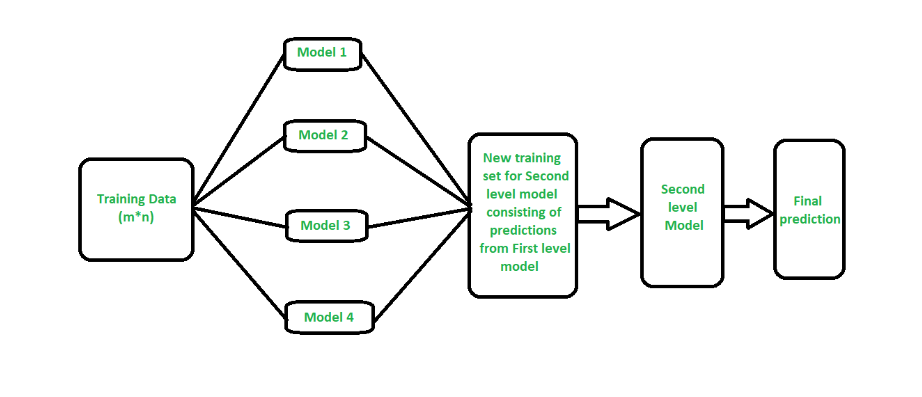 Model 1
Model 2
Training Data
(m*n)
Model 3
Model 4
New training
set for Second
level model
consisting of
predictions
from First level
model
Second
level
Model
Final
prediction